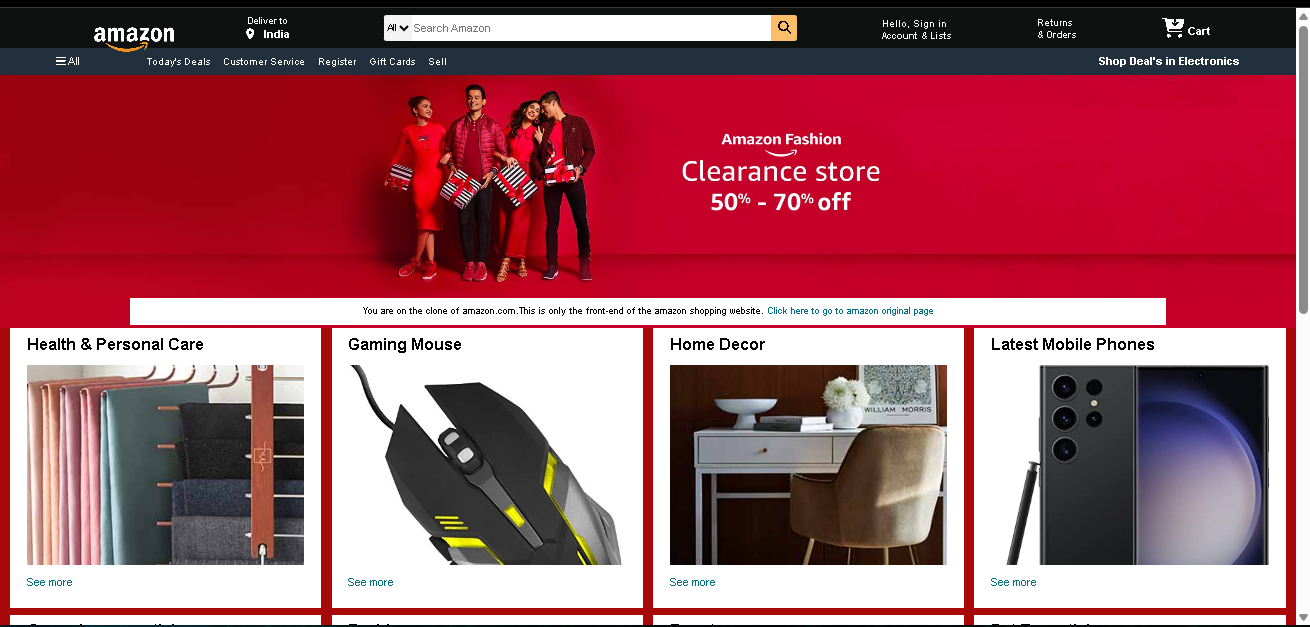 amazon
Deliver to
India
All
Search Amazon
Hello, Sign in
Account & Lists
Returns
& Orders
Cart
All
Today's Deals
Customer Service
Register
Gift Cards
Sell
Shop Deal's in Electronics
Amazon Fashion
Clearance store
50% - 70% off
You are on the clone of amazon.com.This is only the front-end of the amazon shopping website. Click here to go to amazon original page
Health & Personal Care
Gaming Mouse
Home Decor
Latest Mobile Phones
WILLIAM MORRIS
See more
See more
See more
See more